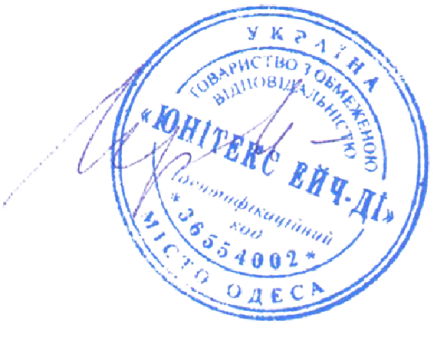 УКРАЇНА
ТОВАРИСТВО З ОБМЕЖЕНОЮ
ВІДПОВІДАЛЬНІСТЮ
«ЮНІТЕКС ЕЙЧ-ДІ»
Ідентифікаційний
код
* 36554002 *
МІСТО ОДЕСА